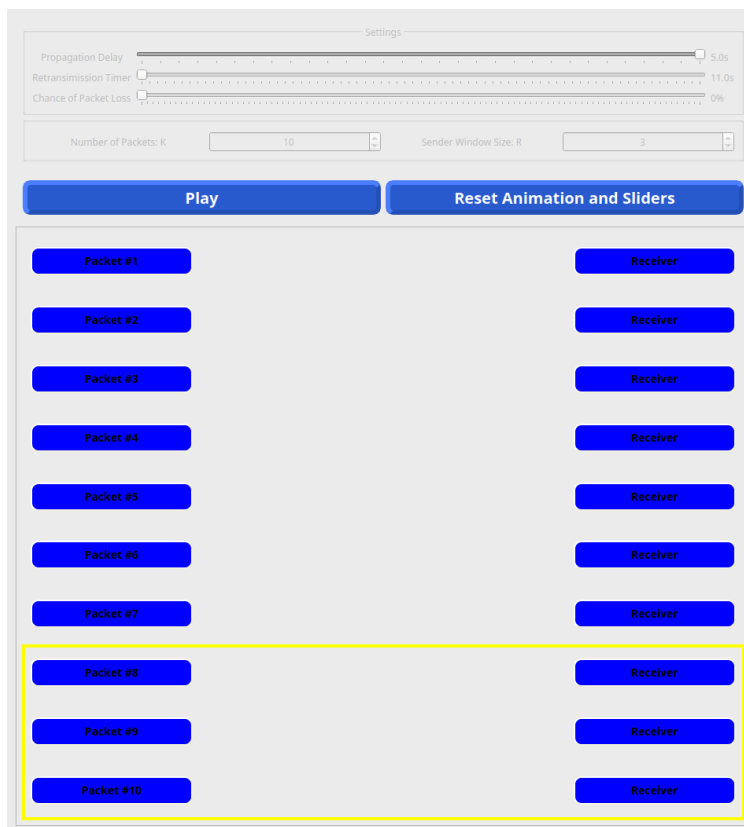 Settings
Propagation Delay 5.0s
Retransimission Timer 11.0s
Chance of Packet Loss 0%
Number of Packets: K 10 Sender Window Size: R 3
Play Reset Animation and Sliders
Packet #1 Receiver
Packet #2 Receiver
Packet #3 Receiver
Packet #4 Receiver
Packet #5 Receiver
Packet #6 Receiver
Packet #7 Receiver
Packet #8 Receiver
Packet #9 Receiver
Packet #10 Receiver